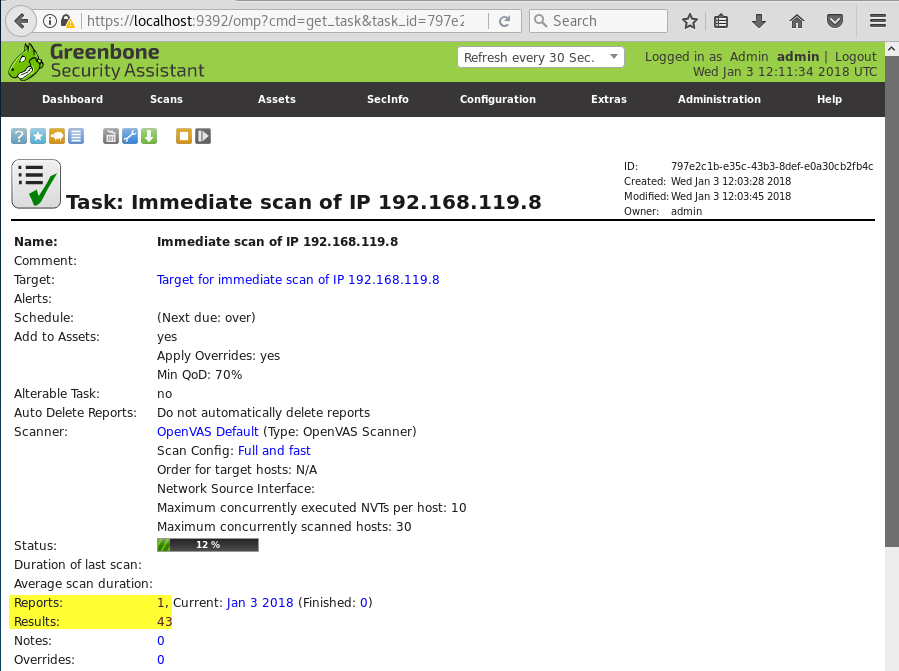 https://localhost:9392/omp?cmd=get_task&task_id=797e2
Search
Greenbone
Security Assistant
Refresh every 30 Sec.
Logged in as Admin admin | Logout
Wed Jan 3 12:11:34 2018 UTC
Dashboard Scans Assets SecInfo Configuration Extras Administration Help
Task: Immediate scan of IP 192.168.119.8
ID: 797e2c1b-e35c-43b3-8def-e0a30cb2fb4c
Created: Wed Jan 3 12:03:28 2018
Modified: Wed Jan 3 12:03:45 2018
Owner: admin
Name: Immediate scan of IP 192.168.119.8
Comment:
Target: Target for immediate scan of IP 192.168.119.8
Alerts:
Schedule: (Next due: over)
Add to Assets: yes
Apply Overrides: yes
Min QoD: 70%
Alterable Task: no
Auto Delete Reports: Do not automatically delete reports
Scanner: OpenVAS Default (Type: OpenVAS Scanner)
Scan Config: Full and fast
Order for target hosts: N/A
Network Source Interface:
Maximum concurrently executed NVTs per host: 10
Maximum concurrently scanned hosts: 30
Status: 12 %
Duration of last scan:
Average scan duration:
Reports: 1, Current: Jan 3 2018 (Finished: 0)
Results: 43
Notes: 0
Overrides: 0